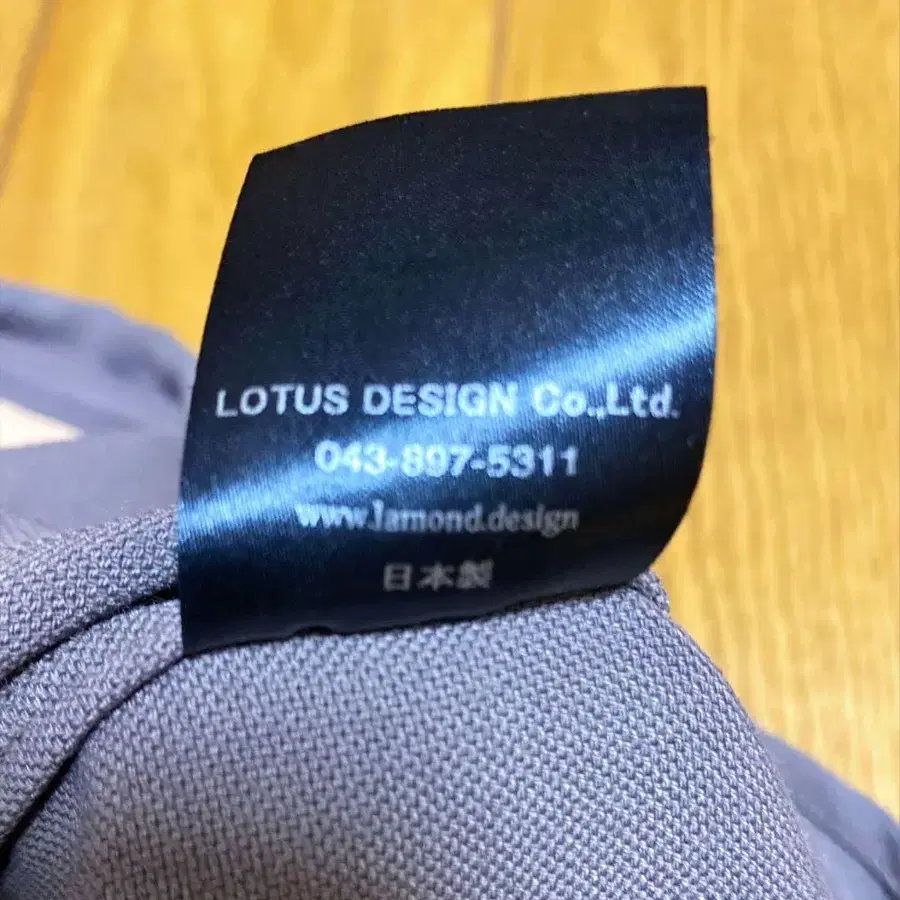 LOTUS DESIGN Co.,Ltd.
043-897-5311
www.lamond.design
日本製